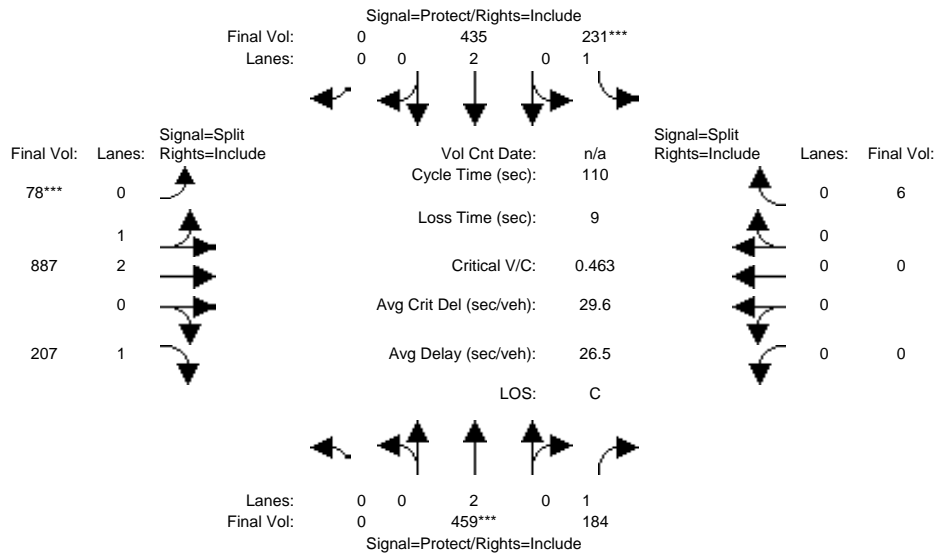 Signal=Protect/Rights=Include
Final Vol: 0 435 231***
Lanes: 0 0 2 0 1
Signal=Split Signal=Split
Final Vol: Lanes: Rights=Include Vol Cnt Date: n/a Rights=Include Lanes: Final Vol:
Cycle Time (sec): 110
78*** 0 0 6
Loss Time (sec): 9
1 0
887 2 Critical V/C: 0.463 0 0
0 Avg Crit Del (sec/veh): 29.6 0
207 1 Avg Delay (sec/veh): 26.5 0 0
LOS: C
Lanes: 0 0 2 0 1
Final Vol: 0 459*** 184
Signal=Protect/Rights=Include